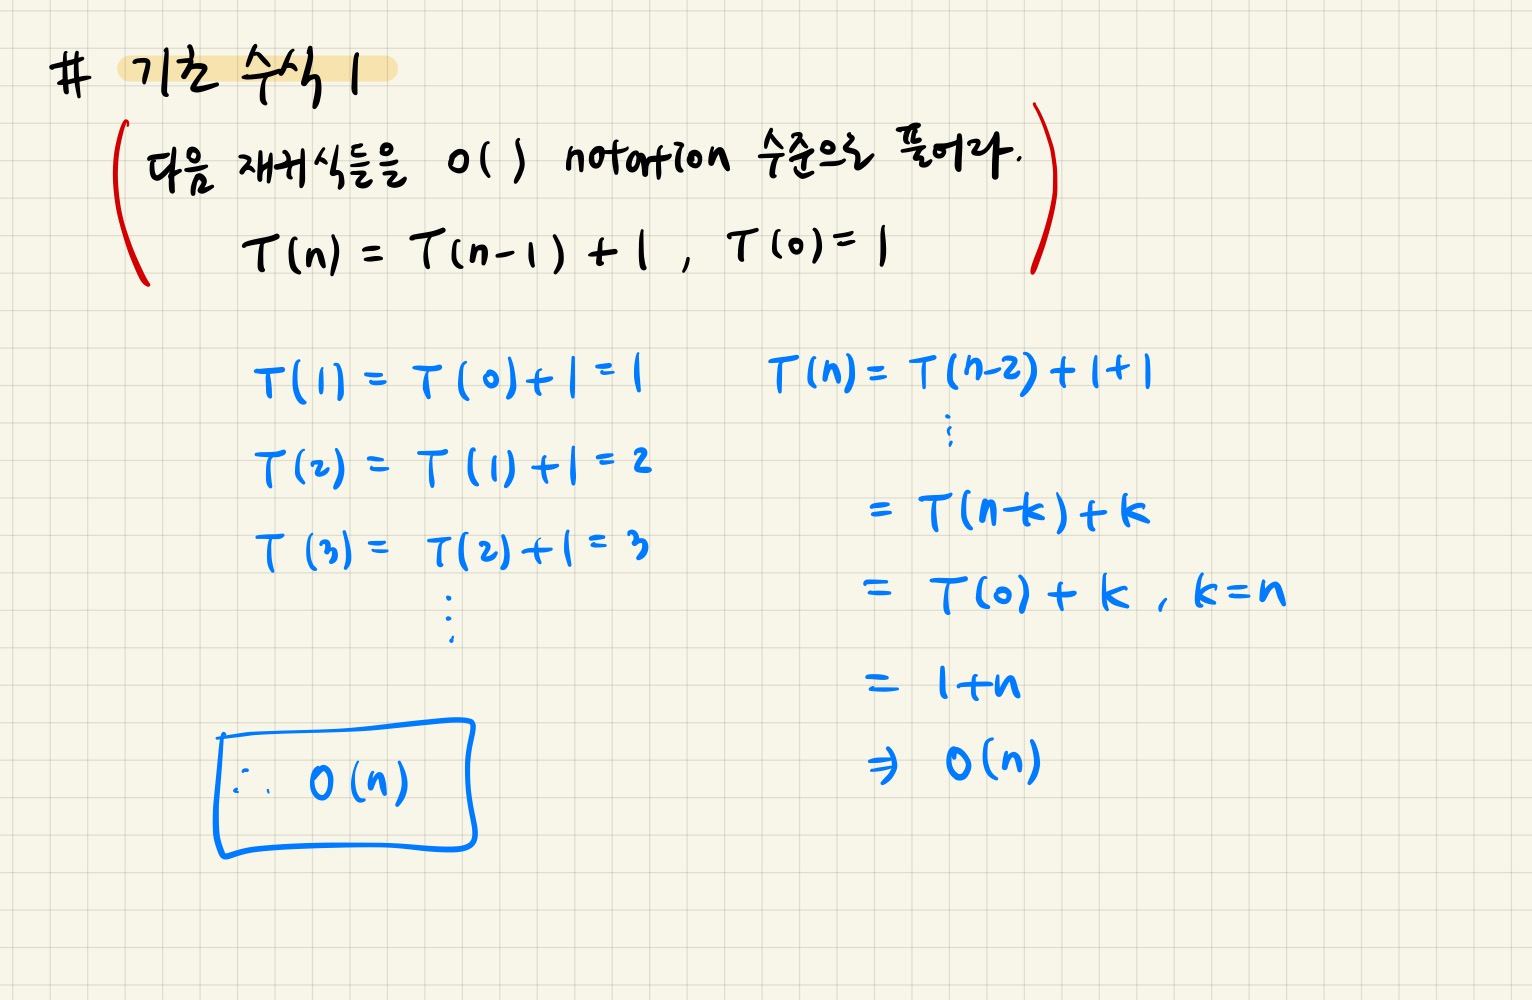 # 기초 수식 1
다음 재귀식들을 O( ) notation 수준으로 풀어라.
T(n) = T(n-1) + 1 , T(0) = 1
T(1) = T(0) + 1 = 1
T(2) = T(1) + 1 = 2
T(3) = T(2) + 1 = 3
⋮
∴ O(n)
T(n) = T(n-2) + 1 + 1
⋮
= T(n-k) + k
= T(0) + k , k = n
= 1 + n
⇒ O(n)